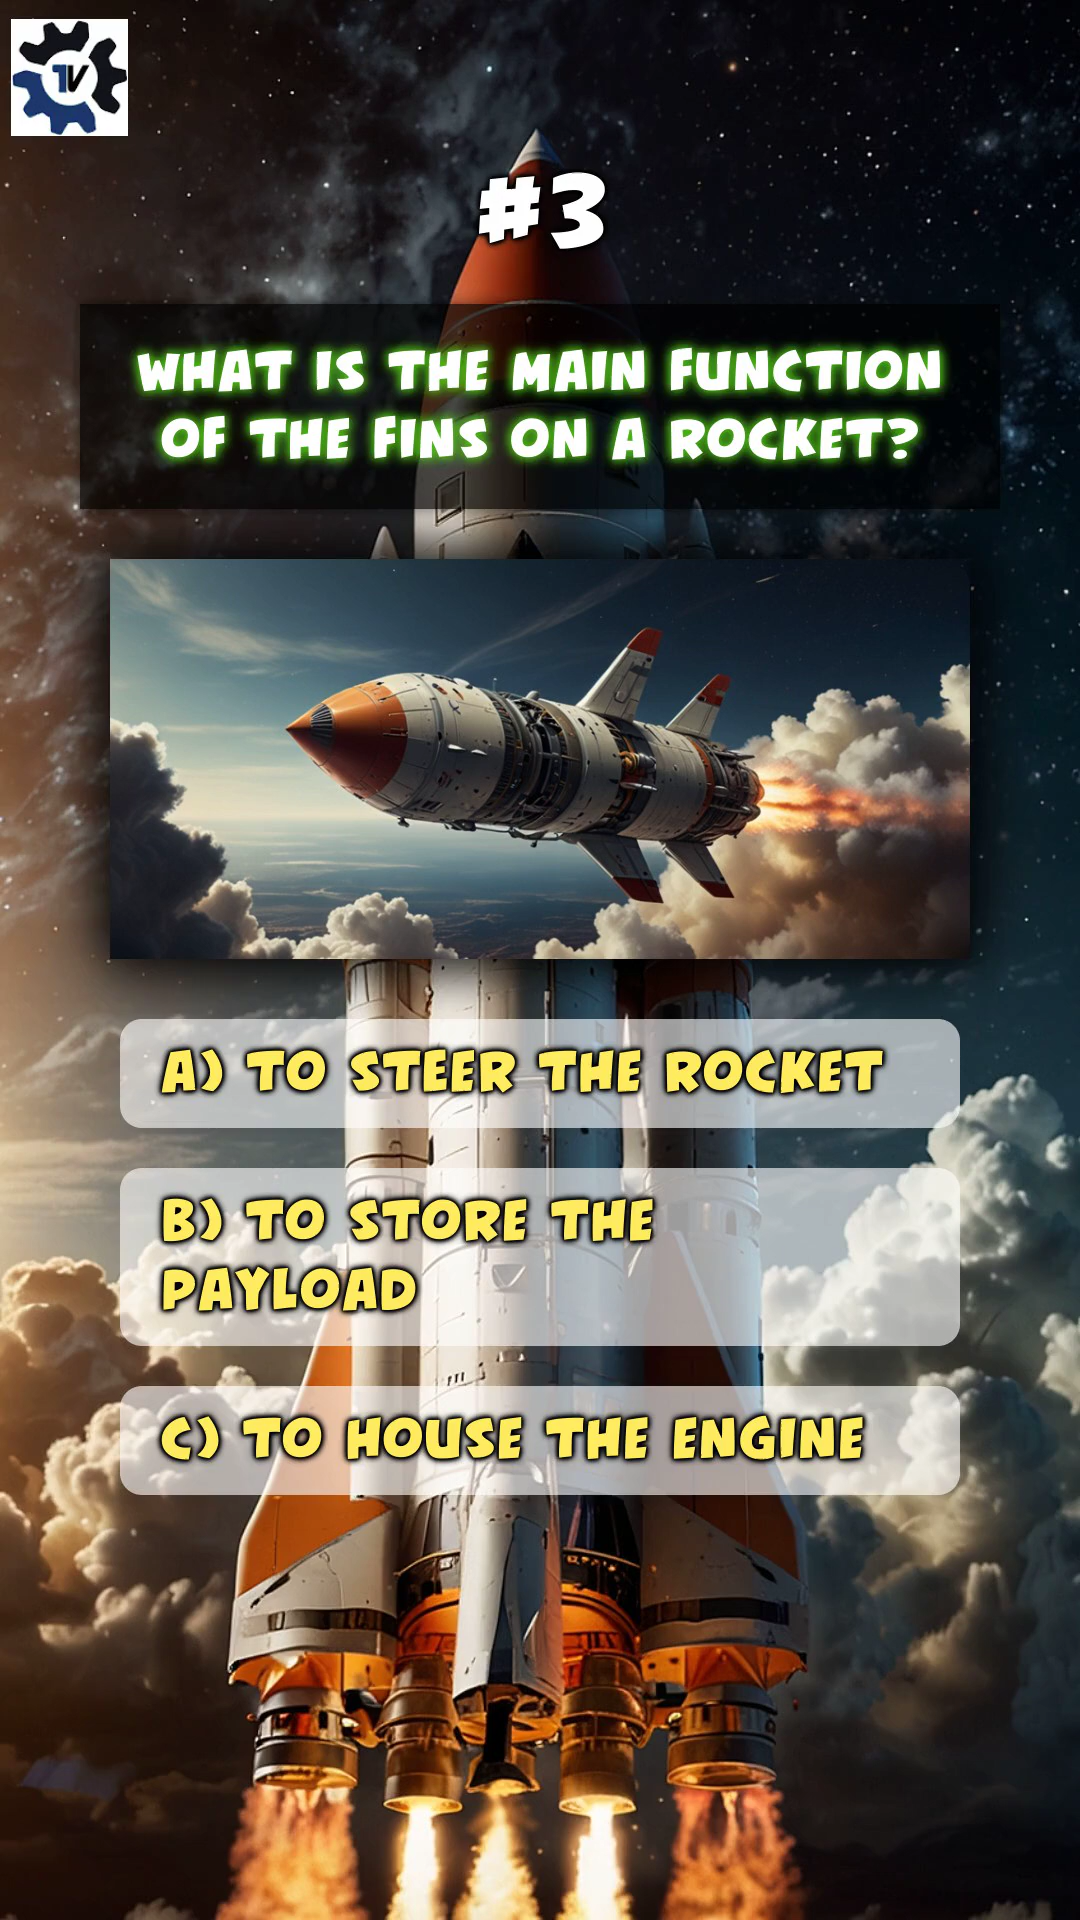 TV
#3
WHAT IS THE MAIN FUNCTION
OF THE FINS ON A ROCKET?
A) TO STEER THE ROCKET
B) TO STORE THE
PAYLOAD
C) TO HOUSE THE ENGINE